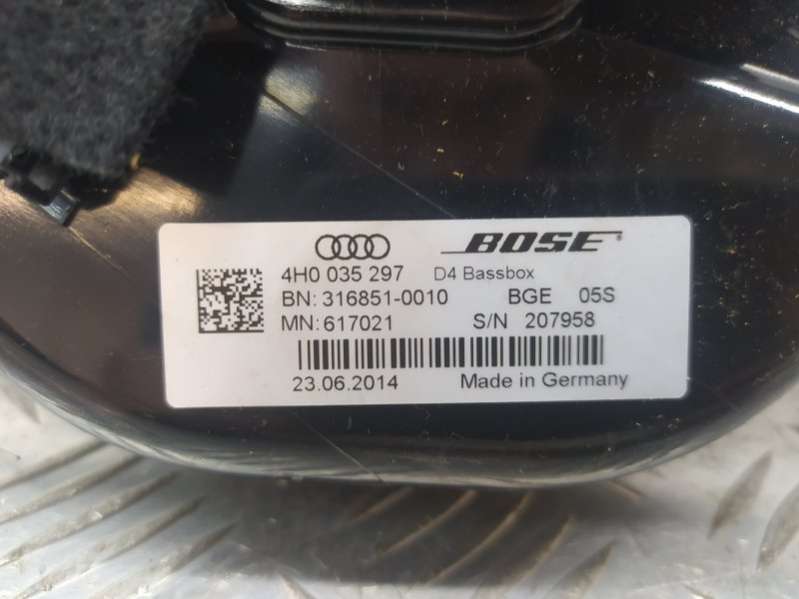 BOSE®
4H0 035 297 D4 Bassbox
BN: 316851-0010 BGE 05S
MN: 617021 S/N 207958
23.06.2014 Made in Germany